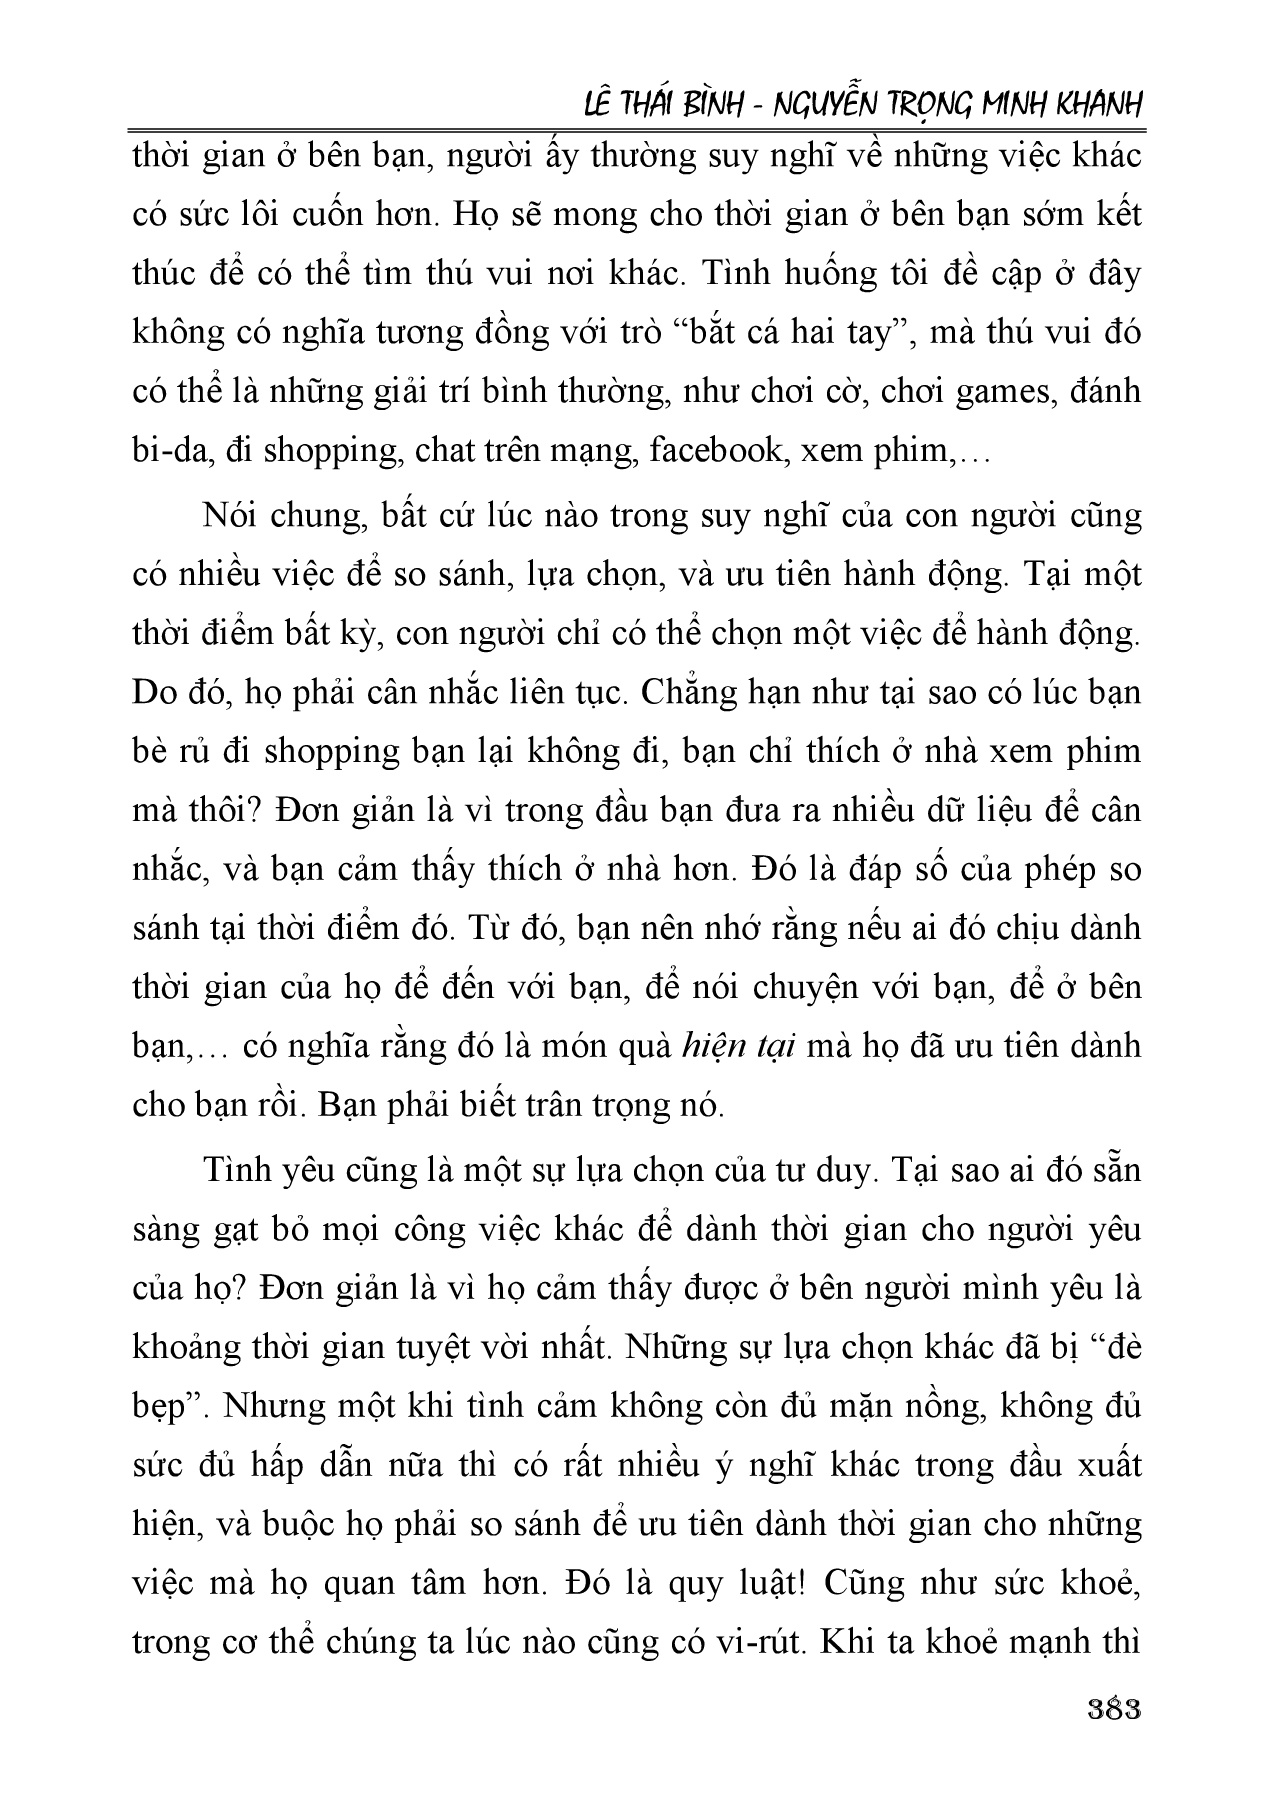 LÊ THÁI BÌNH - NGUYỄN TRỌNG MINH KHANH
thời gian ở bên bạn, người ấy thường suy nghĩ về những việc khác
có sức lôi cuốn hơn. Họ sẽ mong cho thời gian ở bên bạn sớm kết
thúc để có thể tìm thú vui nơi khác. Tình huống tôi đề cập ở đây
không có nghĩa tương đồng với trò “bắt cá hai tay”, mà thú vui đó
có thể là những giải trí bình thường, như chơi cờ, chơi games, đánh
bi-da, đi shopping, chat trên mạng, facebook, xem phim,…
Nói chung, bất cứ lúc nào trong suy nghĩ của con người cũng
có nhiều việc để so sánh, lựa chọn, và ưu tiên hành động. Tại một
thời điểm bất kỳ, con người chỉ có thể chọn một việc để hành động.
Do đó, họ phải cân nhắc liên tục. Chẳng hạn như tại sao có lúc bạn
bè rủ đi shopping bạn lại không đi, bạn chỉ thích ở nhà xem phim
mà thôi? Đơn giản là vì trong đầu bạn đưa ra nhiều dữ liệu để cân
nhắc, và bạn cảm thấy thích ở nhà hơn. Đó là đáp số của phép so
sánh tại thời điểm đó. Từ đó, bạn nên nhớ rằng nếu ai đó chịu dành
thời gian của họ để đến với bạn, để nói chuyện với bạn, để ở bên
bạn,… có nghĩa rằng đó là món quà hiện tại mà họ đã ưu tiên dành
cho bạn rồi. Bạn phải biết trân trọng nó.
Tình yêu cũng là một sự lựa chọn của tư duy. Tại sao ai đó sẵn
sàng gạt bỏ mọi công việc khác để dành thời gian cho người yêu
của họ? Đơn giản là vì họ cảm thấy được ở bên người mình yêu là
khoảng thời gian tuyệt vời nhất. Những sự lựa chọn khác đã bị “đè
bẹp”. Nhưng một khi tình cảm không còn đủ mặn nồng, không đủ
sức đủ hấp dẫn nữa thì có rất nhiều ý nghĩ khác trong đầu xuất
hiện, và buộc họ phải so sánh để ưu tiên dành thời gian cho những
việc mà họ quan tâm hơn. Đó là quy luật! Cũng như sức khoẻ,
trong cơ thể chúng ta lúc nào cũng có vi-rút. Khi ta khoẻ mạnh thì
383